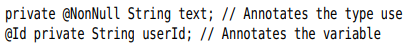 private @NonNull String text; // Annotates the type use
@Id private String userId; // Annotates the variable